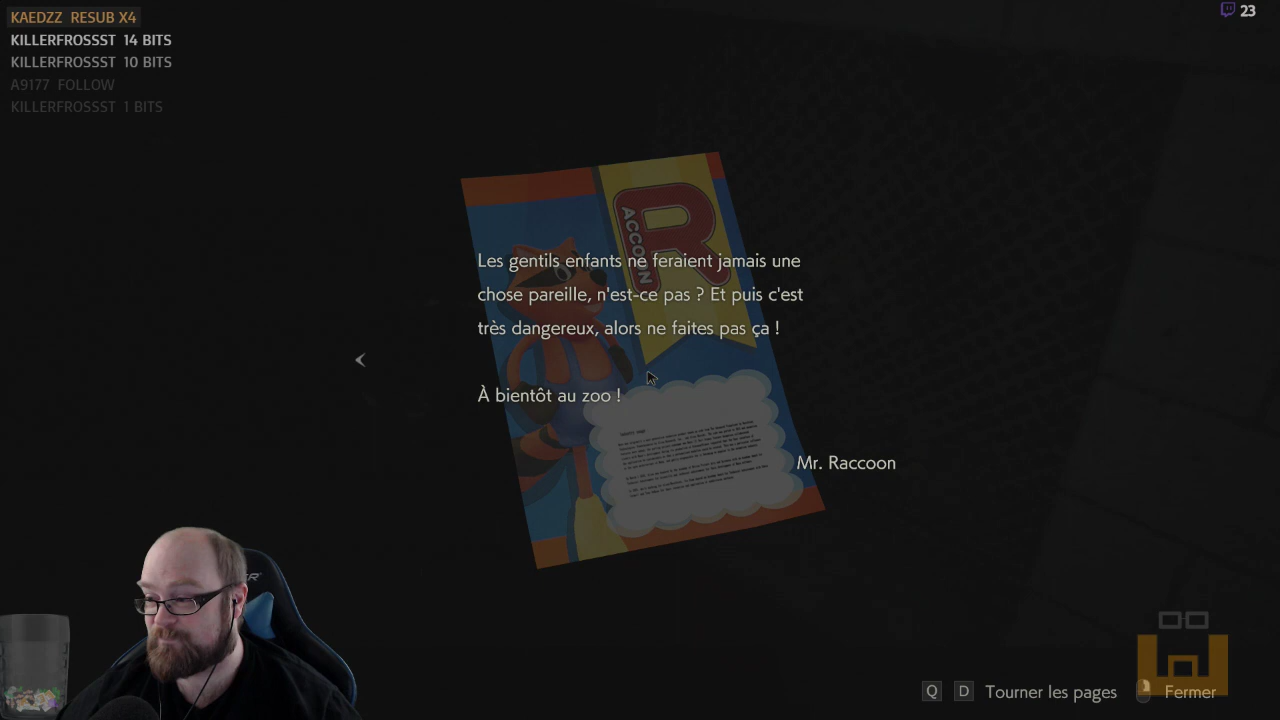 KAEDZZ RESUB X4
KILLERFROSSST 14 BITS
KILLERFROSSST 10 BITS
A9177 FOLLOW
KILLERFROSSST 1 BITS
23
R
ACCOON
Les gentils enfants ne feraient jamais une
chose pareille, n'est-ce pas ? Et puis c'est
très dangereux, alors ne faites pas ça !
À bientôt au zoo !
Mr. Raccoon
Q D Tourner les pages
Fermer